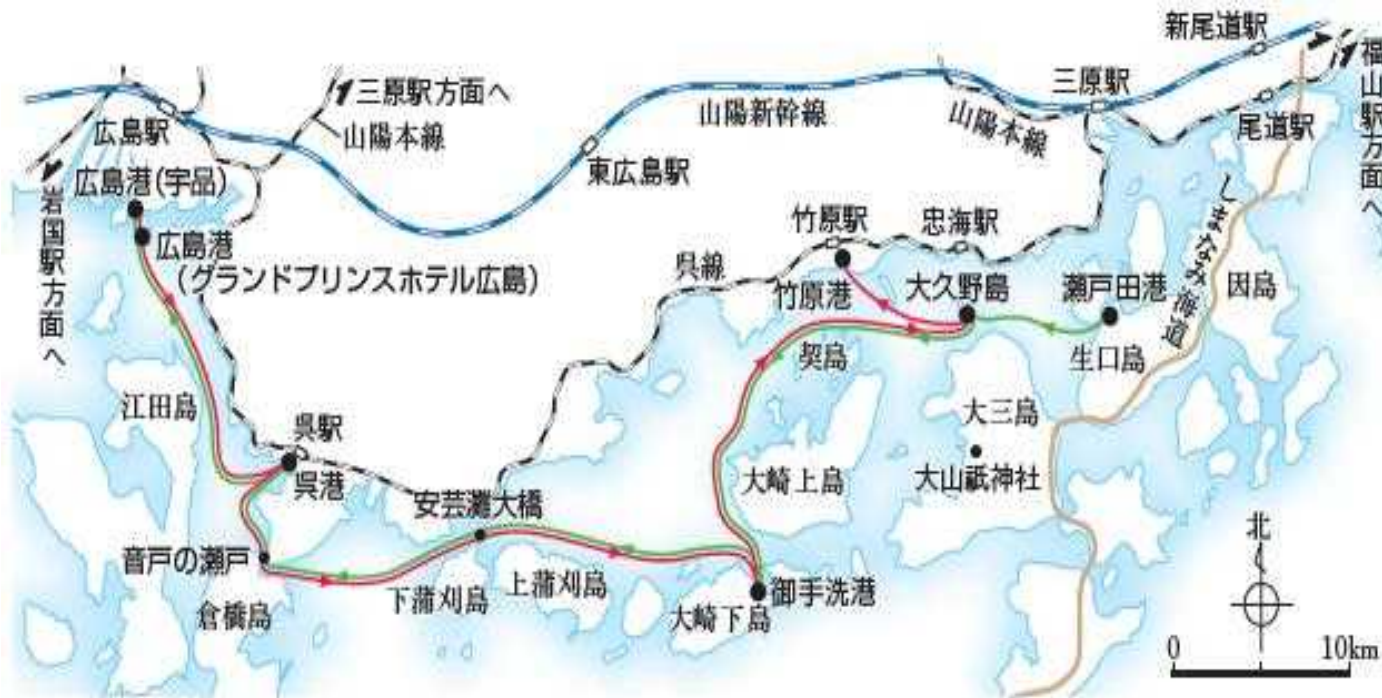 新尾道駅
三原駅
福山駅方面へ
三原駅方面へ
山陽本線
広島駅
山陽新幹線
山陽本線
尾道駅
東広島駅
広島港(宇品)
岩国駅方面へ
しまなみ海道
竹原駅
忠海駅
広島港
(グランドプリンスホテル広島)
呉線
竹原港
大久野島
瀬戸田港
因島
契島
生口島
江田島
大三島
呉駅
呉港
大崎上島
大山祇神社
安芸灘大橋
北
音戸の瀬戸
下蒲刈島
上蒲刈島
御手洗港
倉橋島
大崎下島
0 10km